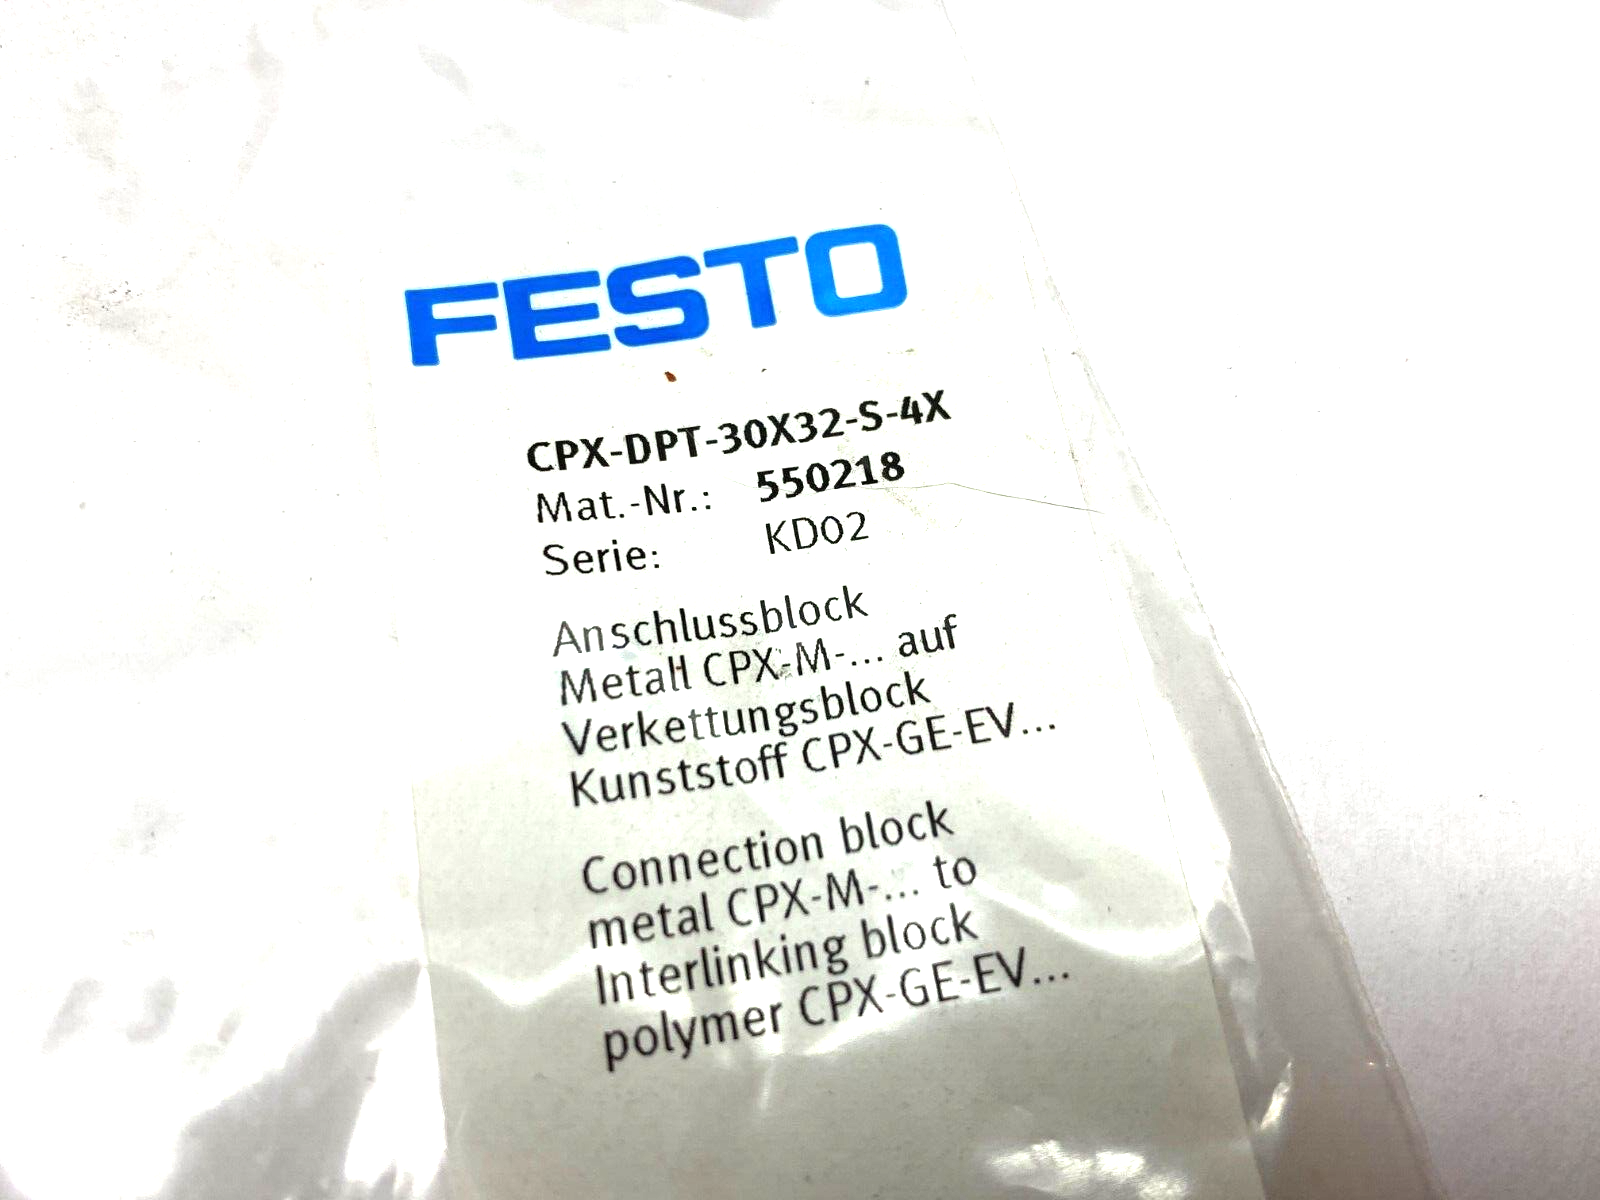 FESTO
CPX-DPT-30X32-S-4X
Mat.-Nr.: 550218
Serie: KD02
Anschlussblock
Metall CPX-M-... auf
Verkettungsblock
Kunststoff CPX-GE-EV...
Connection block
metal CPX-M-... to
Interlinking block
polymer CPX-GE-EV...